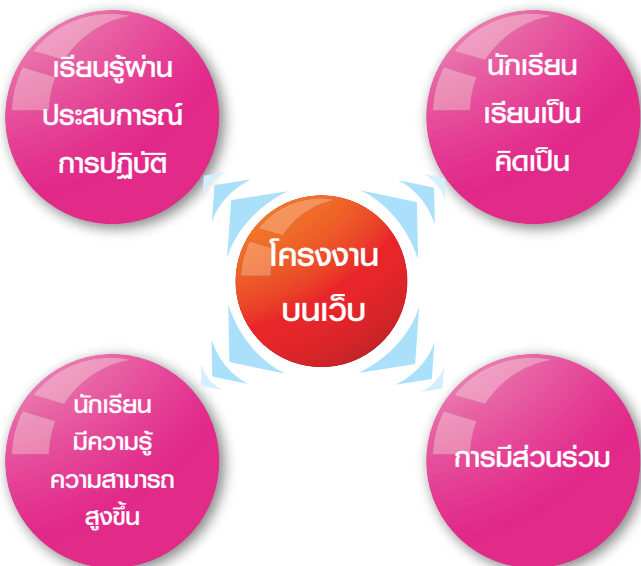 เรียนรู้ผ่าน
ประสบการณ์
การปฏิบัติ
นักเรียน
เรียนเป็น
คิดเป็น
โครงงาน
บนเว็บ
นักเรียน
มีความรู้
ความสามารถ
สูงขึ้น
การมีส่วนร่วม